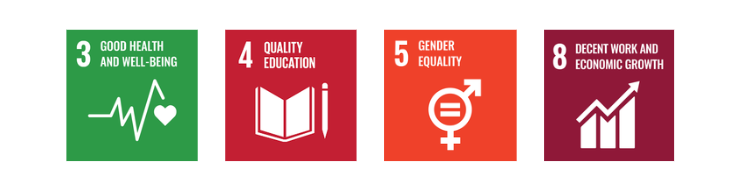 3 GOOD HEALTH
AND WELL-BEING
4 QUALITY
EDUCATION
5 GENDER
EQUALITY
8 DECENT WORK AND
ECONOMIC GROWTH